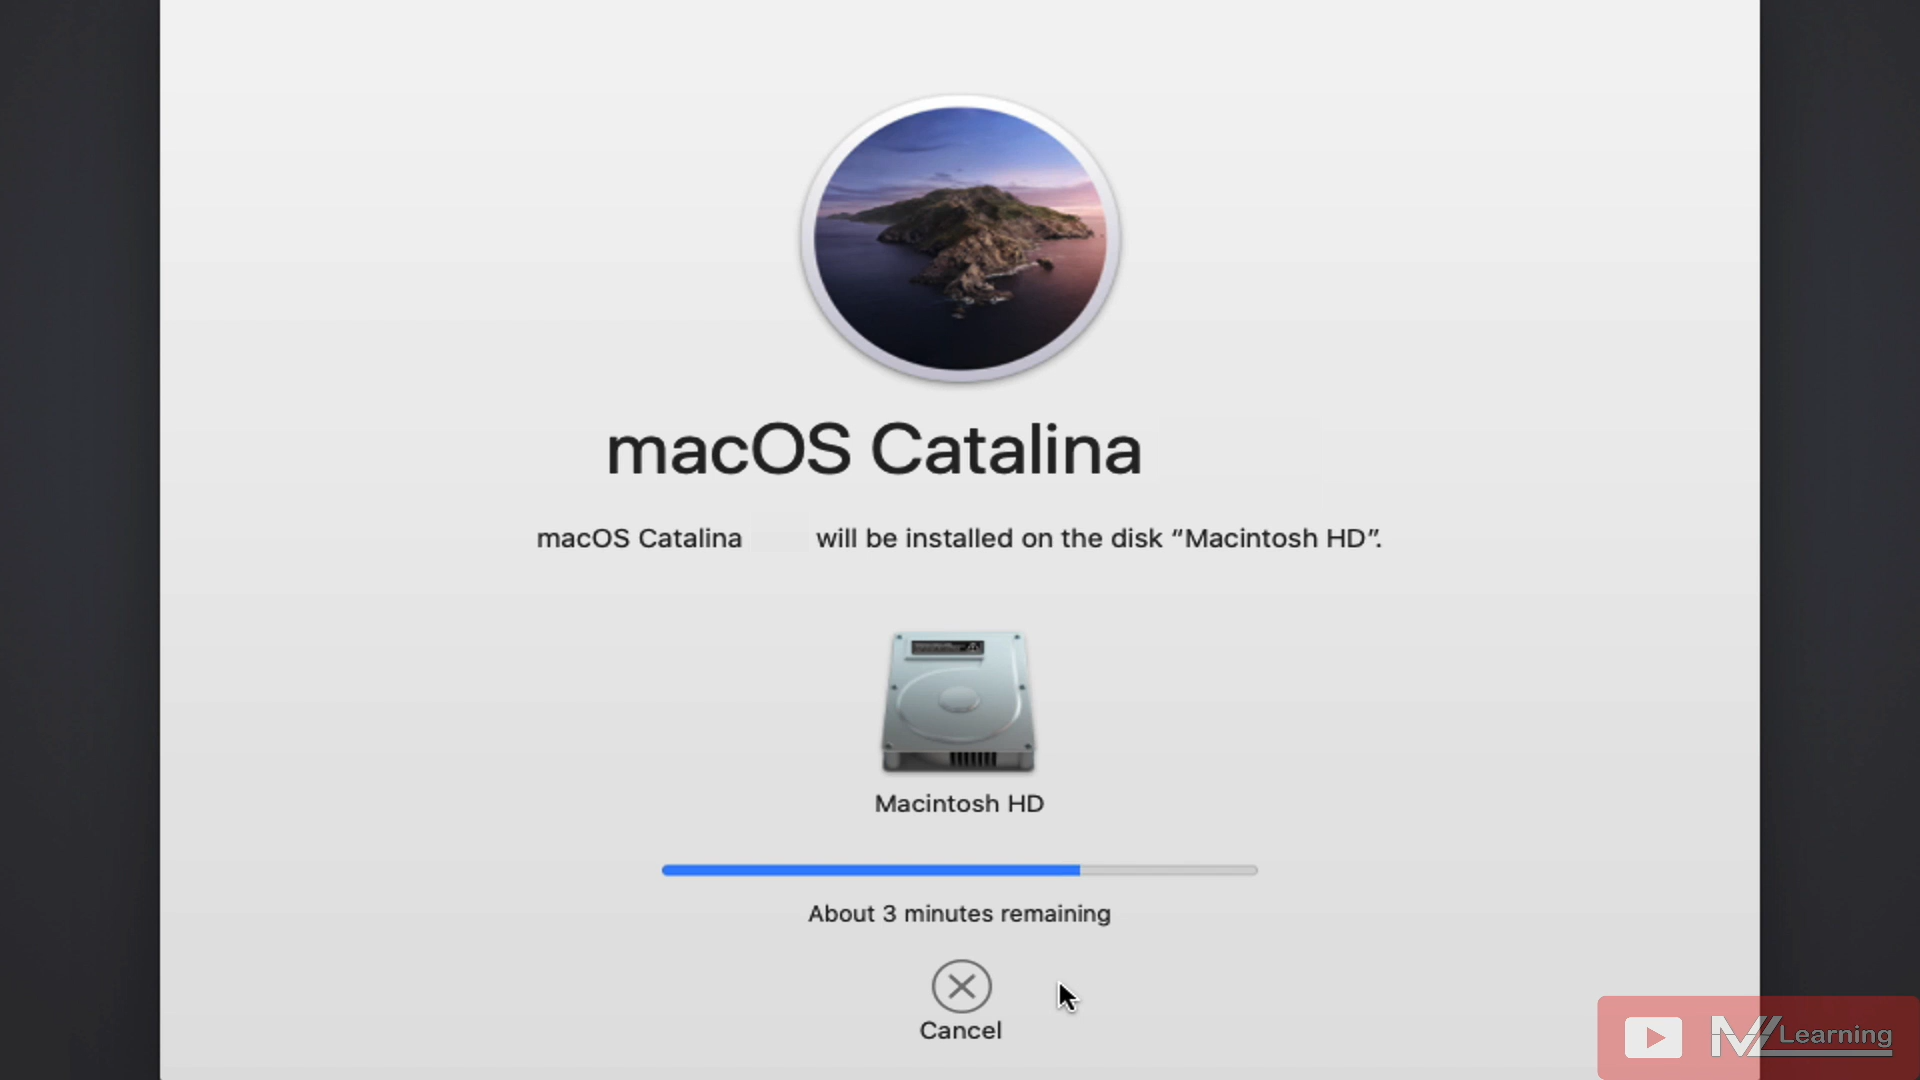 macOS Catalina
macOS Catalina will be installed on the disk “Macintosh HD”.
Macintosh HD
About 3 minutes remaining
Cancel
Learning